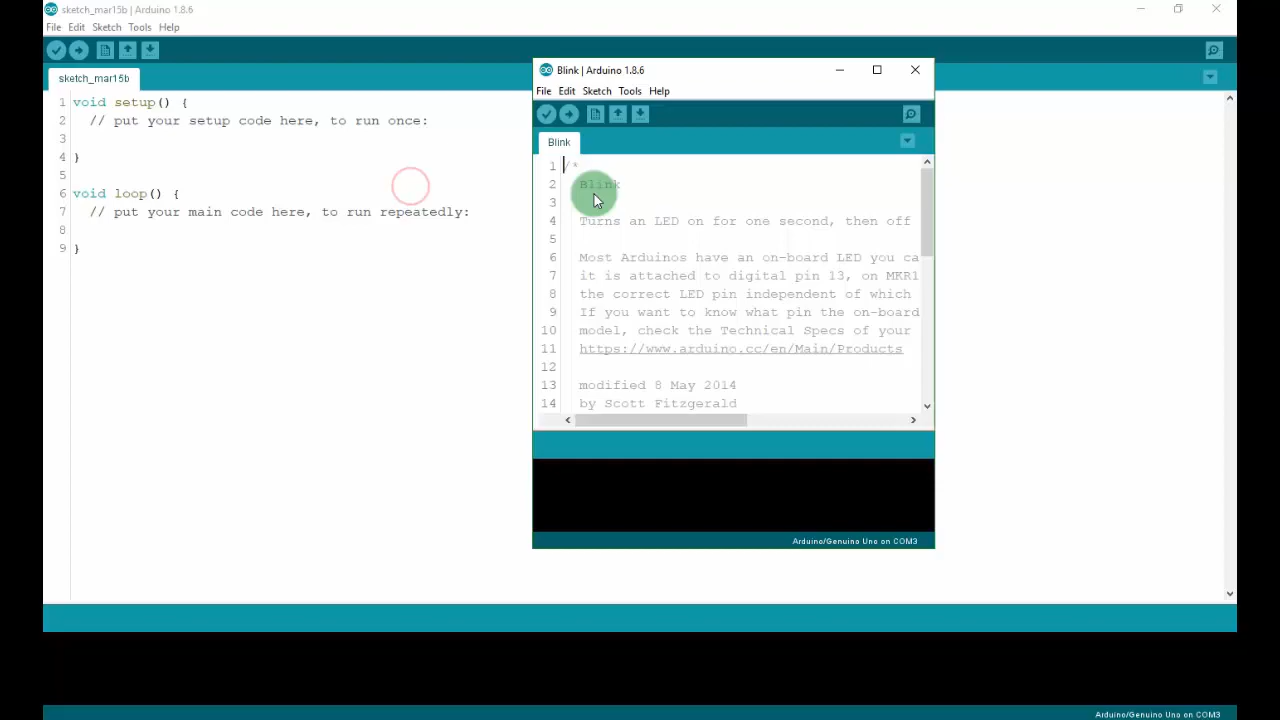 sketch_mar15b | Arduino 1.8.6
File Edit Sketch Tools Help
sketch_mar15b
1 void setup() {
2 // put your setup code here, to run once:
3
4 }
5
6 void loop() {
7 // put your main code here, to run repeatedly:
8
9 }
Blink | Arduino 1.8.6
File Edit Sketch Tools Help
Blink
1 /*
2 Blink
3
4 Turns an LED on for one second, then off
5
6 Most Arduinos have an on-board LED you ca
7 it is attached to digital pin 13, on MKR1
8 the correct LED pin independent of which
9 If you want to know what pin the on-board
10 model, check the Technical Specs of your
11 https://www.arduino.cc/en/Main/Products
12
13 modified 8 May 2014
14 by Scott Fitzgerald
Arduino/Genuino Uno on COM3
Arduino/Genuino Uno on COM3